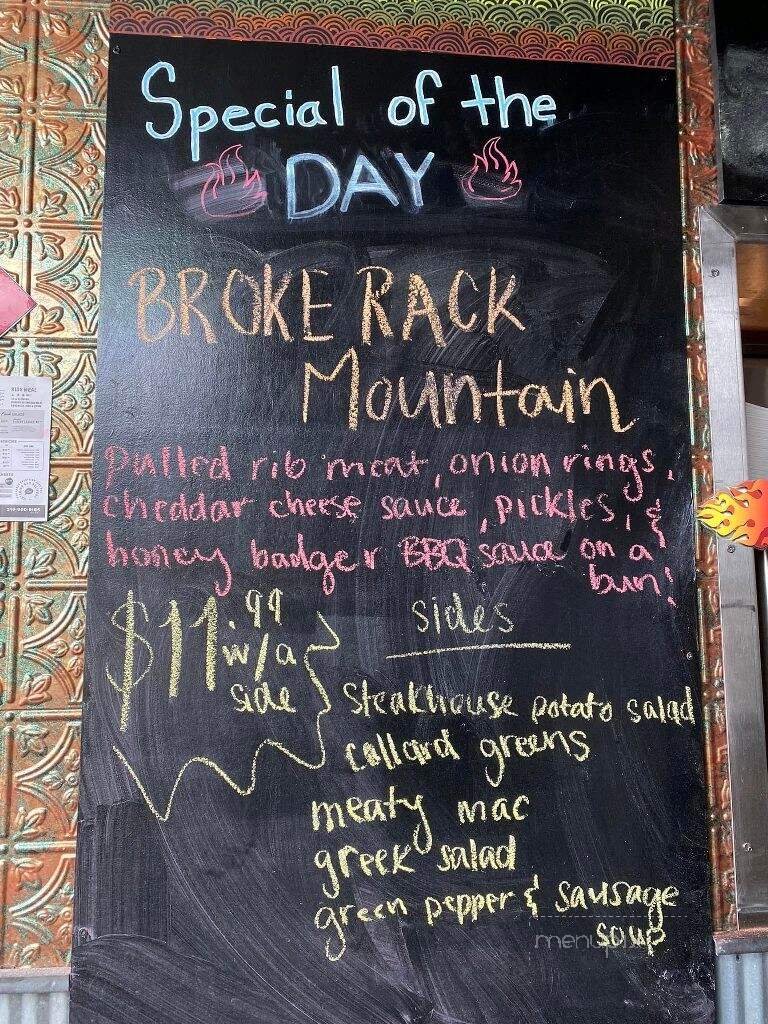 Special of the
DAY
BROKE RACK
Mountain
pulled rib meat, onion rings,
cheddar cheese sauce, pickles, &
honey badger BBQ sauce on a
bun!
$11.99
w/a
side
sides
steakhouse potato salad
collard greens
meaty mac
greek salad
green pepper & sausage
soup